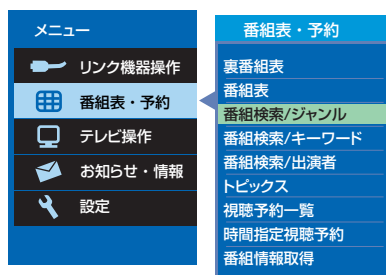 メニュー
リンク機器操作
番組表・予約
テレビ操作
お知らせ・情報
設定
番組表・予約
裏番組表
番組表
番組検索/ジャンル
番組検索/キーワード
番組検索/出演者
トピックス
視聴予約一覧
時間指定視聴予約
番組情報取得